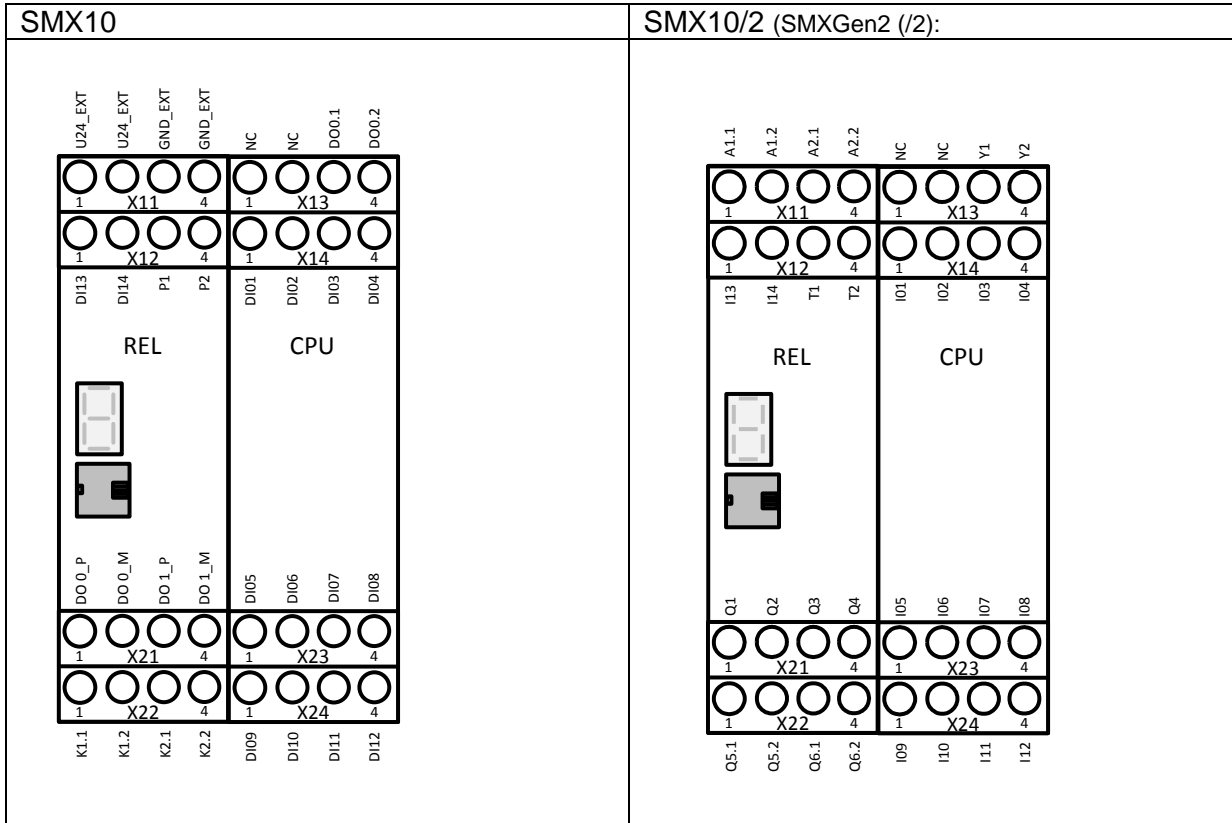 SMX10
SMX10/2 (SMXGen2 (/2):
U24_EXT U24_EXT GND_EXT GND_EXT NC NC DO0.1 DO0.2
1 X11 4 1 X13 4
1 X12 4 1 X14 4
DI13 DI14 P1 P2 DI01 DI02 DI03 DI04
REL CPU
DO 0_P DO 0_M DO 1_P DO 1_M DI05 DI06 DI07 DI08
1 X21 4 1 X23 4
1 X22 4 1 X24 4
K1.1 K1.2 K2.1 K2.2 DI09 DI10 DI11 DI12
A1.1 A1.2 A2.1 A2.2 NC NC Y1 Y2
1 X11 4 1 X13 4
1 X12 4 1 X14 4
I13 I14 T1 T2 I01 I02 I03 I04
REL CPU
Q1 Q2 Q3 Q4 I05 I06 I07 I08
1 X21 4 1 X23 4
1 X22 4 1 X24 4
Q5.1 Q5.2 Q6.1 Q6.2 I09 I10 I11 I12